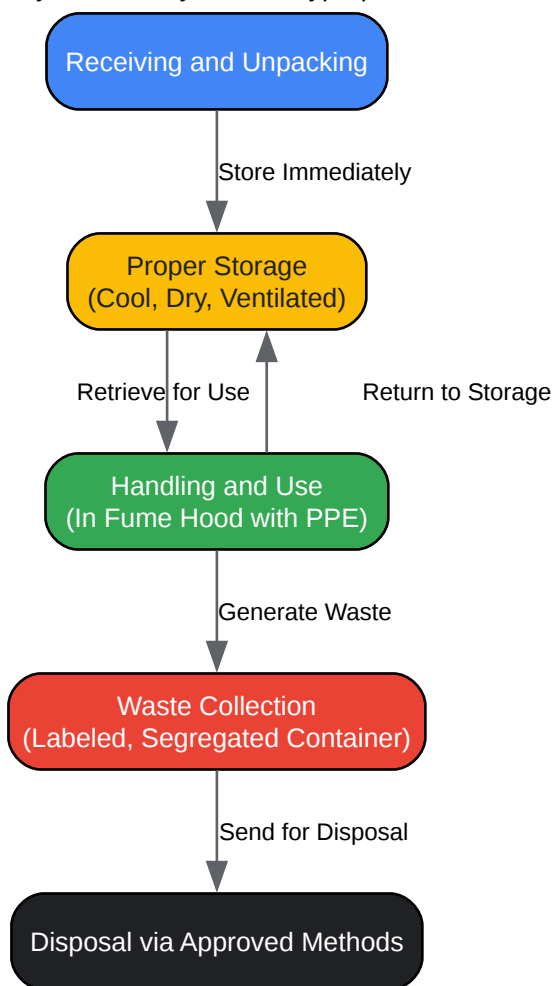 Receiving and Unpacking
Store Immediately
Proper Storage
(Cool, Dry, Ventilated)
Retrieve for Use
Return to Storage
Handling and Use
(In Fume Hood with PPE)
Generate Waste
Waste Collection
(Labeled, Segregated Container)
Send for Disposal
Disposal via Approved Methods